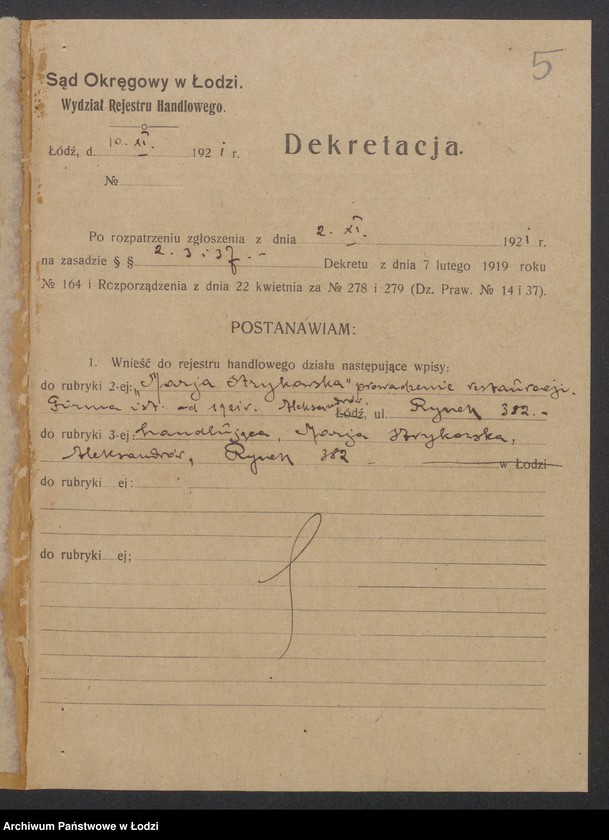 5
Sąd Okręgowy w Łodzi.
Wydział Rejestru Handlowego.
Łódź, d. 10. XI. 1921 r.
Dekretacja.
№
Po rozpatrzeniu zgłoszenia z dnia 2. XI. 1921 r.
na zasadzie § § 2. 3 i 37. - Dekretu z dnia 7 lutego 1919 roku
№ 164 i Rozporządzenia z dnia 22 kwietnia za № 278 i 279 (Dz. Praw. № 14 i 37).
POSTANAWIAM:
1. Wnieść do rejestru handlowego działu następujące wpisy:
do rubryki 2-ej: „Marja Strykowska" prowadzenie restauracji.
Firma istn. od 1921 r. Aleksandrów, Łódź, ul. Rynek 382. -
do rubryki 3-ej: handlująca, Marja Strykowska,
Aleksandrów, Rynek 382 w Łodzi
do rubryki ej:
do rubryki ej;
Archiwum Państwowe w Łodzi